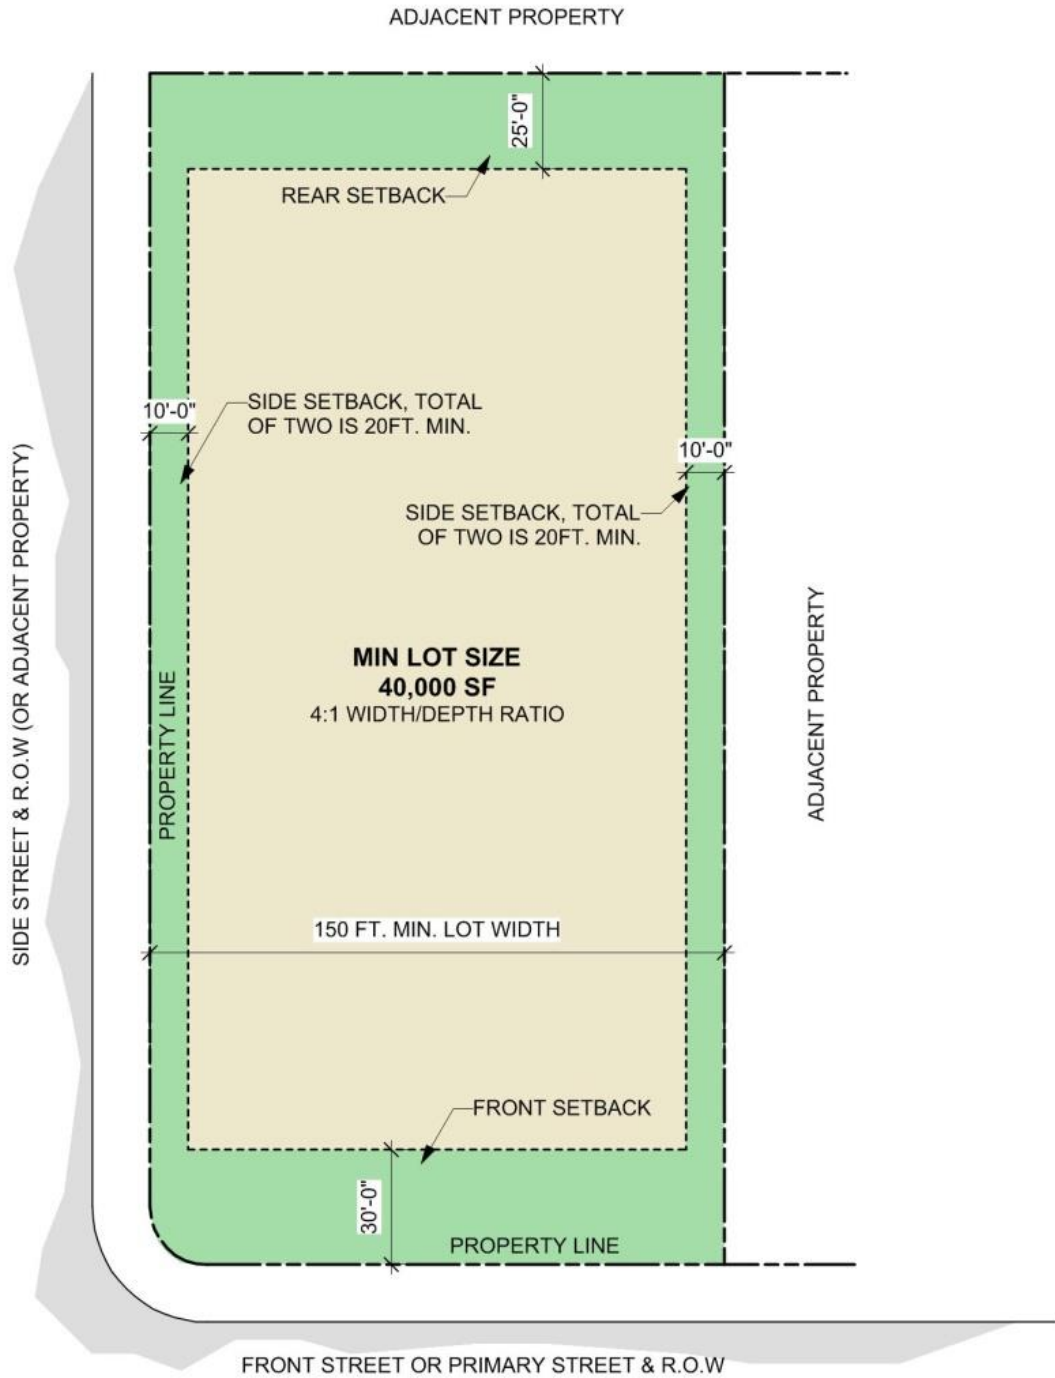 ADJACENT PROPERTY
25'-0"
REAR SETBACK
10'-0"
SIDE SETBACK, TOTAL
OF TWO IS 20FT. MIN.
10'-0"
SIDE SETBACK, TOTAL
OF TWO IS 20FT. MIN.
SIDE STREET & R.O.W (OR ADJACENT PROPERTY)
PROPERTY LINE
MIN LOT SIZE
40,000 SF
4:1 WIDTH/DEPTH RATIO
ADJACENT PROPERTY
150 FT. MIN. LOT WIDTH
FRONT SETBACK
30'-0"
PROPERTY LINE
FRONT STREET OR PRIMARY STREET & R.O.W